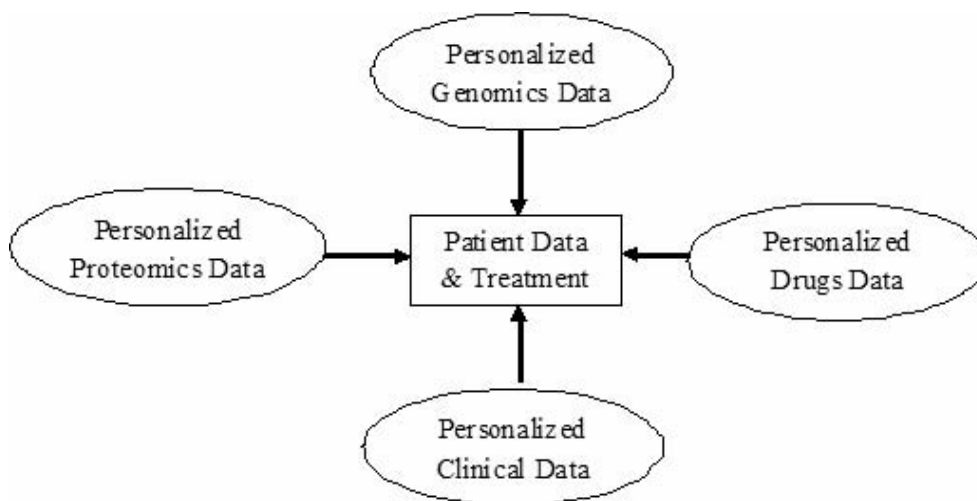 Personalized
Genomics Data
Personalized
Proteomics Data
Patient Data
& Treatment
Personalized
Drugs Data
Personalized
Clinical Data